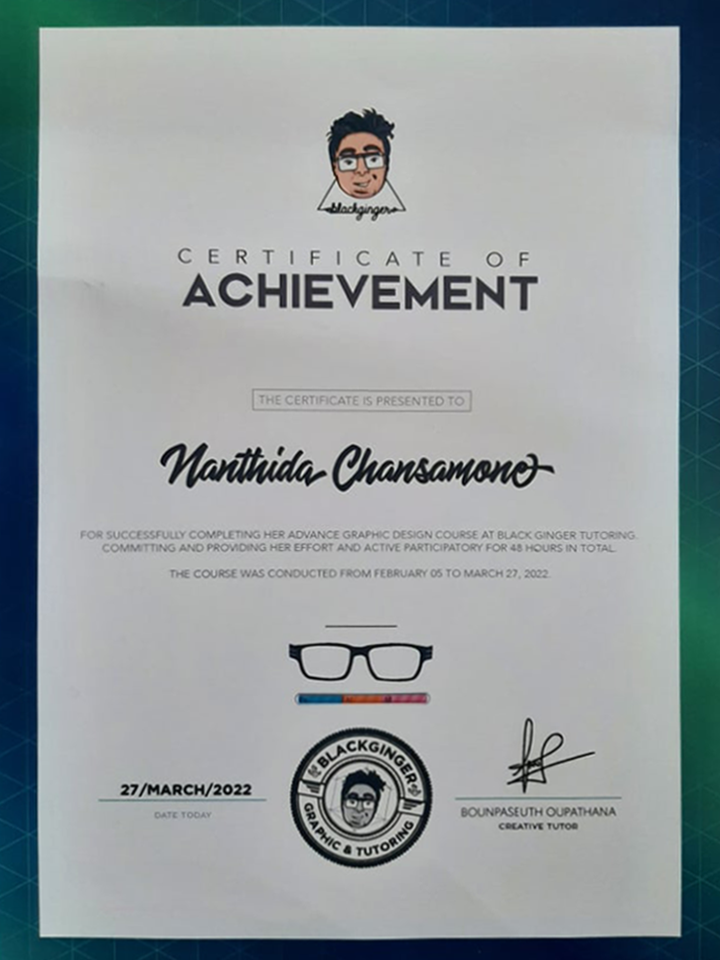 blackginger
CERTIFICATE OF
ACHIEVEMENT
THE CERTIFICATE IS PRESENTED TO
Nanthida Chansamone
FOR SUCCESSFULLY COMPLETING HER ADVANCE GRAPHIC DESIGN COURSE AT BLACK GINGER TUTORING.
COMMITTING AND PROVIDING HER EFFORT AND ACTIVE PARTICIPATORY FOR 48 HOURS IN TOTAL.
THE COURSE WAS CONDUCTED FROM FEBRUARY 05 TO MARCH 27, 2022.
BLACKGINGER
GRAPHIC & TUTORING
27/MARCH/2022
DATE TODAY
BOUNPASEUTH OUPATHANA
CREATIVE TUTOR